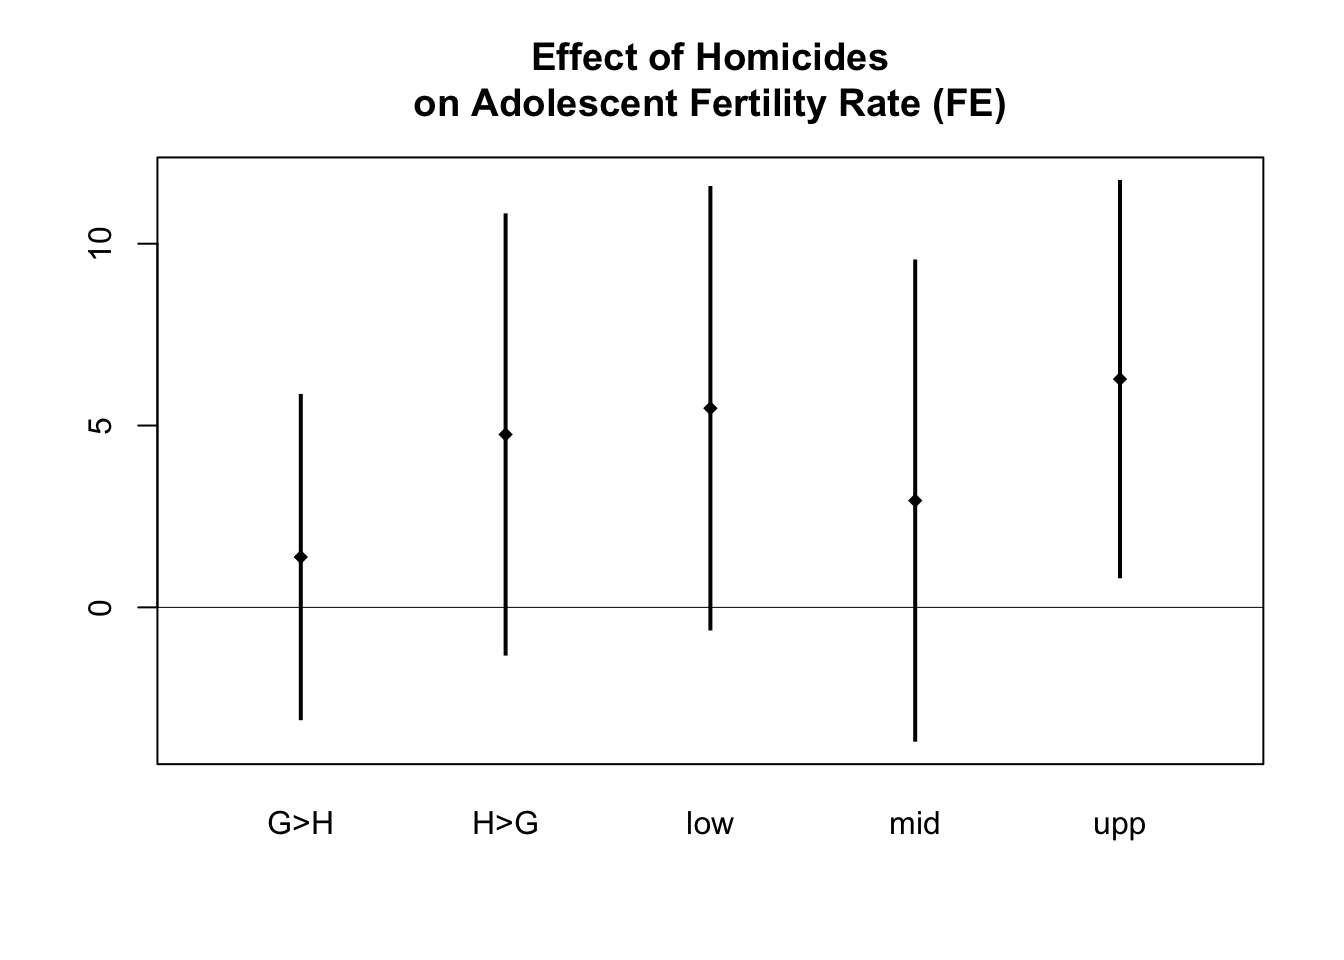 Effect of Homicides
on Adolescent Fertility Rate (FE)
10
5
0
G>H H>G low mid upp